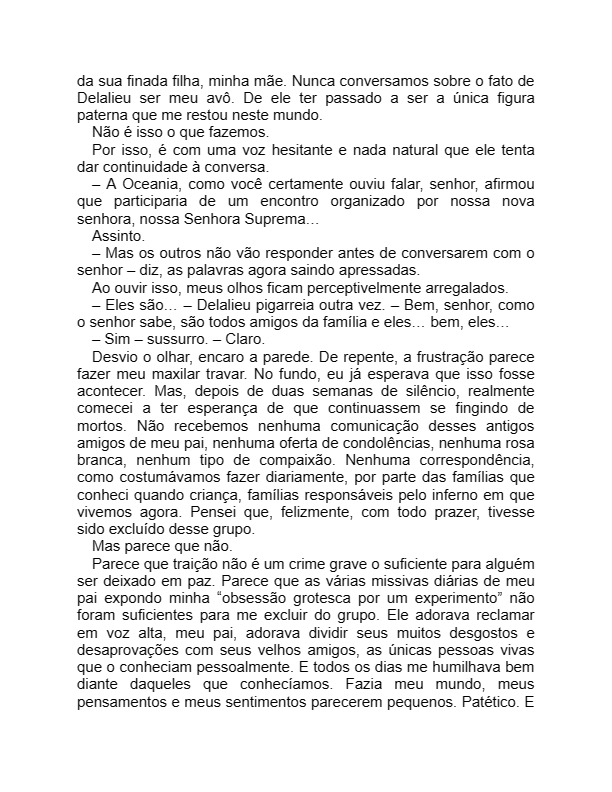 da sua finada filha, minha mãe. Nunca conversamos sobre o fato de
Delalieu ser meu avô. De ele ter passado a ser a única figura
paterna que me restou neste mundo.
Não é isso o que fazemos.
Por isso, é com uma voz hesitante e nada natural que ele tenta
dar continuidade à conversa.
– A Oceania, como você certamente ouviu falar, senhor, afirmou
que participaria de um encontro organizado por nossa nova
senhora, nossa Senhora Suprema…
Assinto.
– Mas os outros não vão responder antes de conversarem com o
senhor – diz, as palavras agora saindo apressadas.
Ao ouvir isso, meus olhos ficam perceptivelmente arregalados.
– Eles são… – Delalieu pigarreia outra vez. – Bem, senhor, como
o senhor sabe, são todos amigos da família e eles… bem, eles…
– Sim – sussurro. – Claro.
Desvio o olhar, encaro a parede. De repente, a frustração parece
fazer meu maxilar travar. No fundo, eu já esperava que isso fosse
acontecer. Mas, depois de duas semanas de silêncio, realmente
comecei a ter esperança de que continuassem se fingindo de
mortos. Não recebemos nenhuma comunicação desses antigos
amigos de meu pai, nenhuma oferta de condolências, nenhuma rosa
branca, nenhum tipo de compaixão. Nenhuma correspondência,
como costumávamos fazer diariamente, por parte das famílias que
conheci quando criança, famílias responsáveis pelo inferno em que
vivemos agora. Pensei que, felizmente, com todo prazer, tivesse
sido excluído desse grupo.
Mas parece que não.
Parece que traição não é um crime grave o suficiente para alguém
ser deixado em paz. Parece que as várias missivas diárias de meu
pai expondo minha “obsessão grotesca por um experimento” não
foram suficientes para me excluir do grupo. Ele adorava reclamar
em voz alta, meu pai, adorava dividir seus muitos desgostos e
desaprovações com seus velhos amigos, as únicas pessoas vivas
que o conheciam pessoalmente. E todos os dias me humilhava bem
diante daqueles que conhecíamos. Fazia meu mundo, meus
pensamentos e meus sentimentos parecerem pequenos. Patético. E